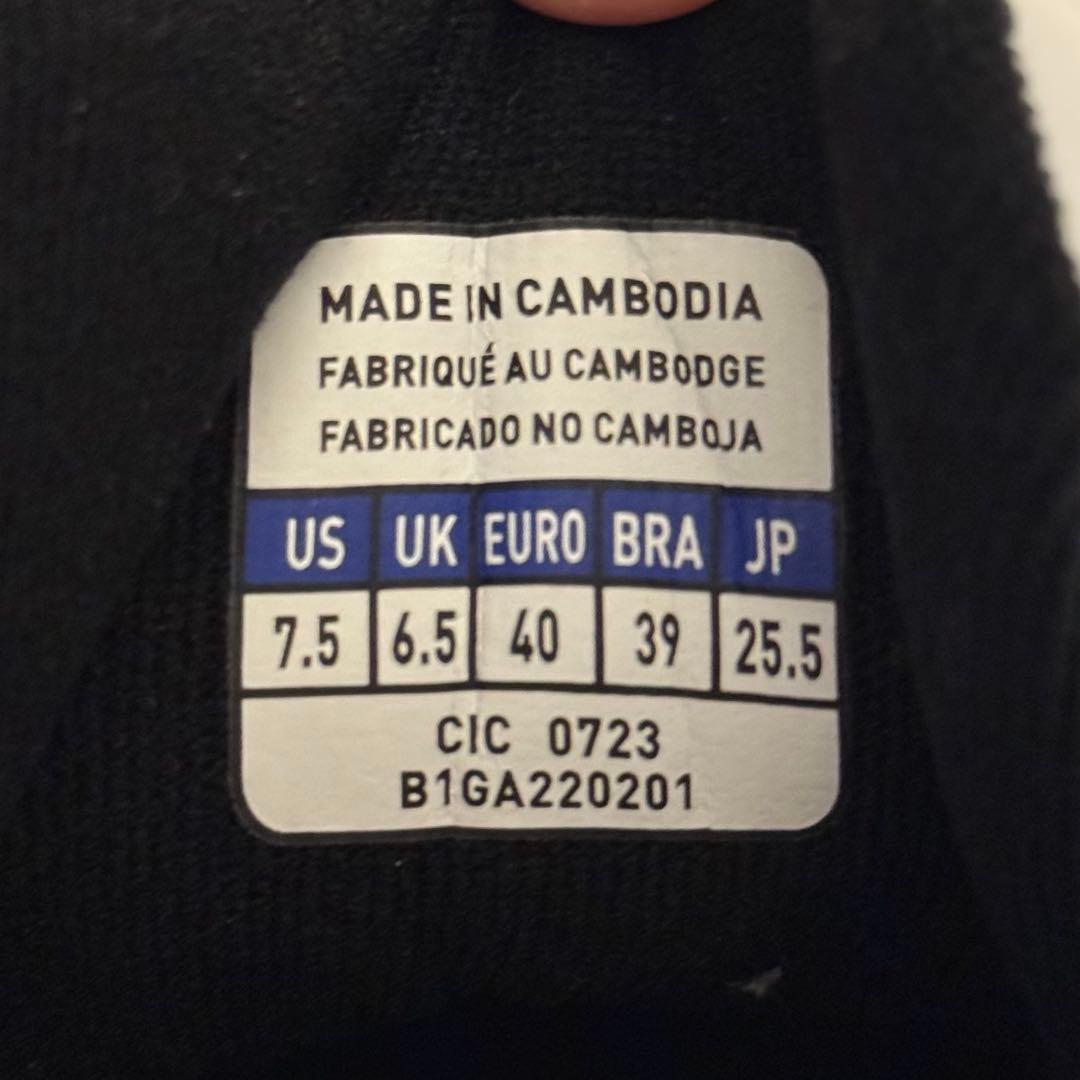 MADE IN CAMBODIA
FABRIQUÉ AU CAMBODGE
FABRICADO NO CAMBOJA
US UK EURO BRA JP
7.5 6.5 40 39 25.5
CIC 0723
B1GA220201